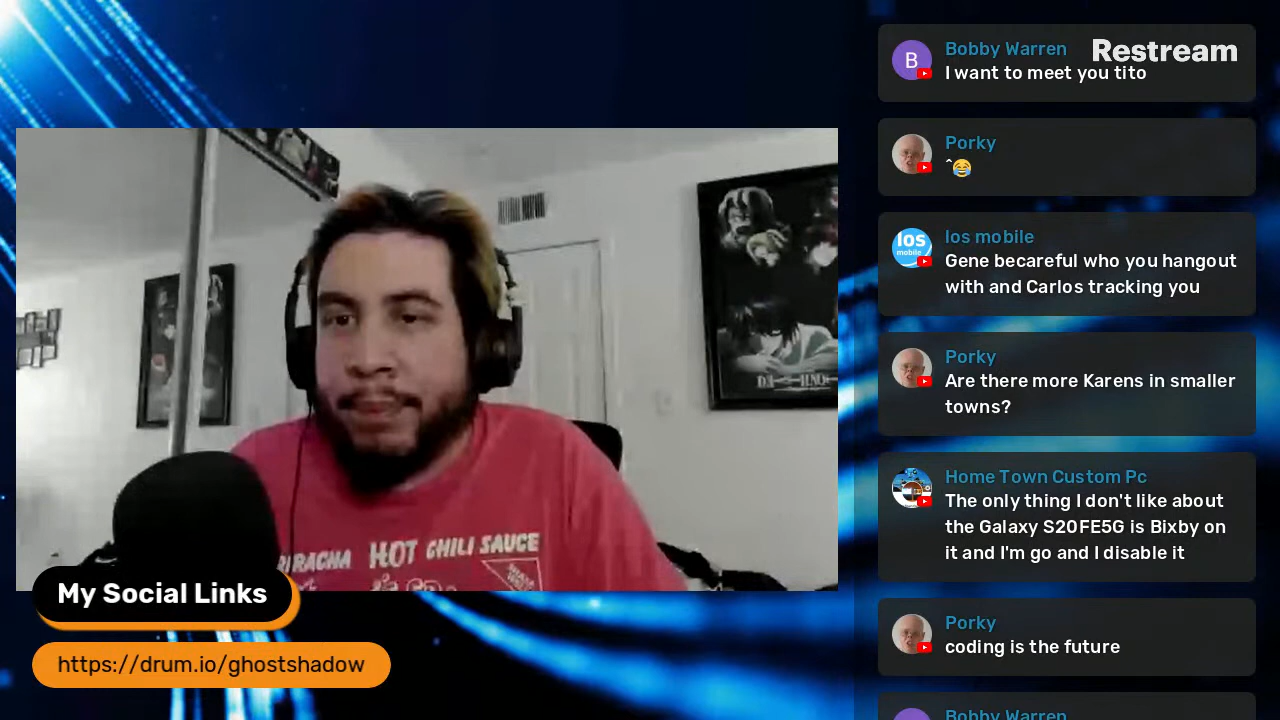 Restream
Bobby Warren
I want to meet you tito
Porky
^😂
Ios mobile
Gene becareful who you hangout
with and Carlos tracking you
Porky
Are there more Karens in smaller
towns?
Home Town Custom Pc
The only thing I don't like about
the Galaxy S20FE5G is Bixby on
it and I'm go and I disable it
Porky
coding is the future
Bobby Warren
B
Ios
mobile
HOT CHILI SAUCE
My Social Links
https://drum.io/ghostshadow